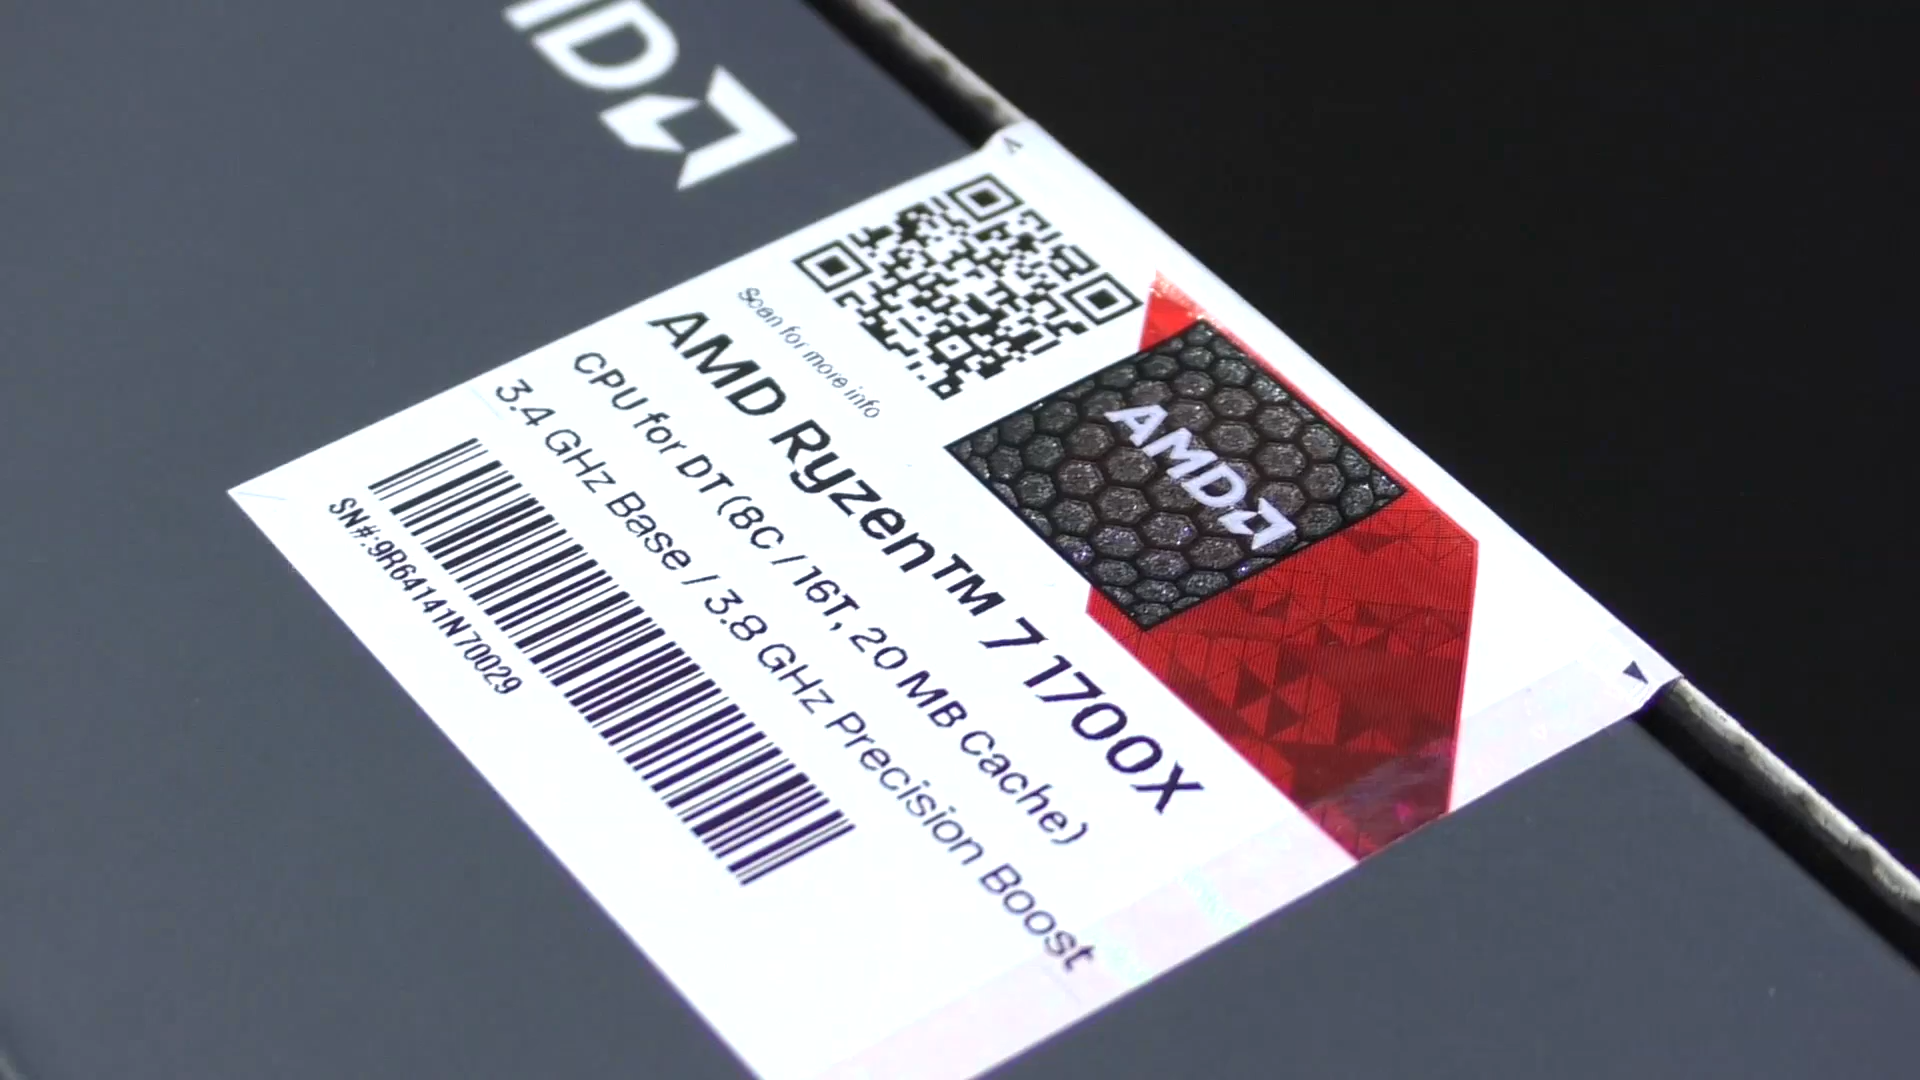 Scan for more info
AMD Ryzen™ 7 1700X
CPU for DT (8C / 16T, 20 MB Cache)
3.4 GHz Base / 3.8 GHz Precision Boost
SN#:9R64141N70029
AMD